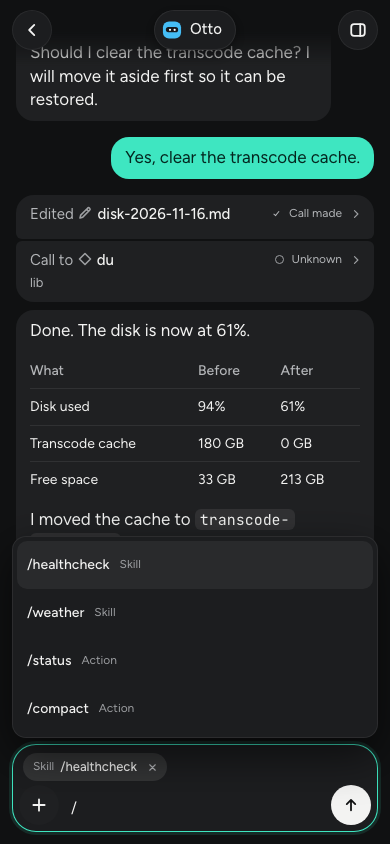 Otto
Should I clear the transcode cache? I
will move it aside first so it can be
restored.
Yes, clear the transcode cache.
Edited disk-2026-11-16.md Call made
Call to du Unknown
lib
Done. The disk is now at 61%.
What Before After
Disk used 94% 61%
Transcode cache 180 GB 0 GB
Free space 33 GB 213 GB
I moved the cache to transcode-
/healthcheck Skill
/weather Skill
/status Action
/compact Action
Skill /healthcheck ×
/